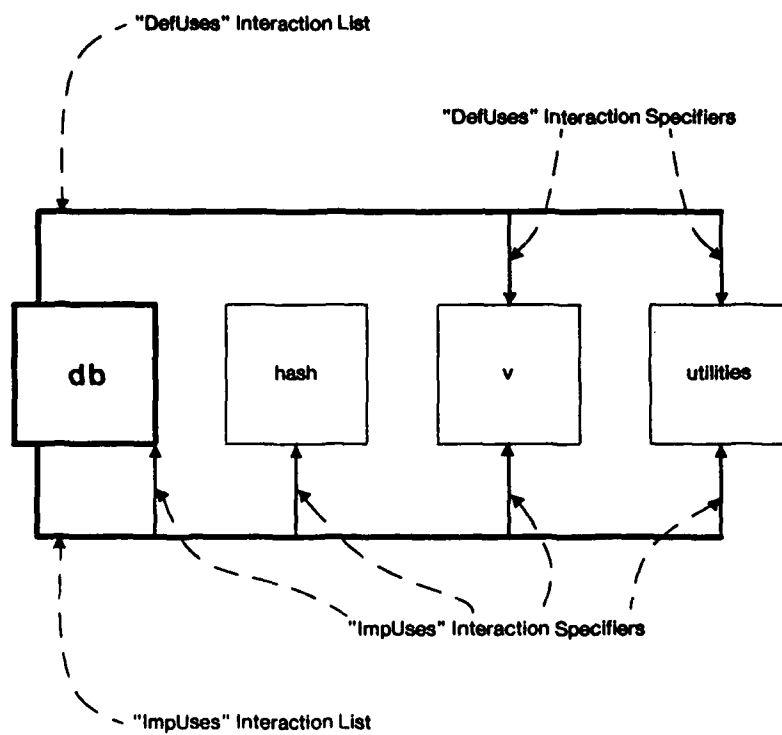 "DefUses" Interaction List
"DefUses" Interaction Specifiers
db
hash
v
utilities
"ImpUses" Interaction Specifiers
"ImpUses" Interaction List